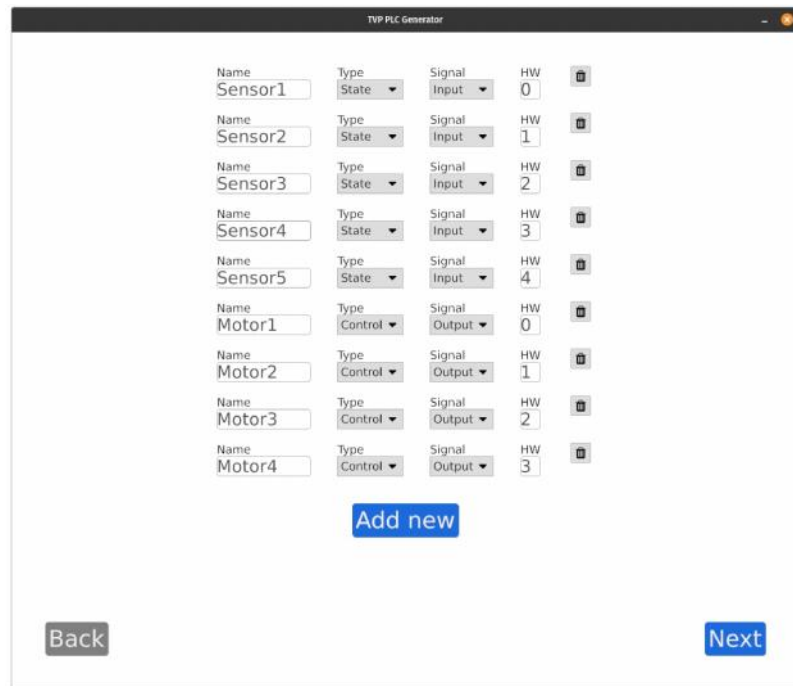 TVP PLC Generator
Name Type Signal HW
Sensor1 State Input 0
Name Type Signal HW
Sensor2 State Input 1
Name Type Signal HW
Sensor3 State Input 2
Name Type Signal HW
Sensor4 State Input 3
Name Type Signal HW
Sensor5 State Input 4
Name Type Signal HW
Motor1 Control Output 0
Name Type Signal HW
Motor2 Control Output 1
Name Type Signal HW
Motor3 Control Output 2
Name Type Signal HW
Motor4 Control Output 3
Add new
Back Next